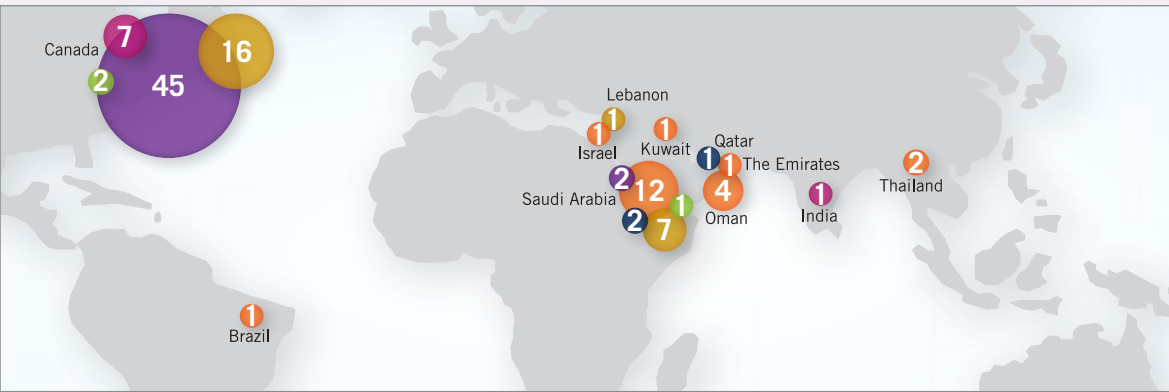 7
16
Canada
2
45
Lebanon
1
1
1
Israel
Kuwait
Qatar
1
1
The Emirates
2
12
4
2
Saudi Arabia
1
1
Thailand
2
7
Oman
India
1
Brazil